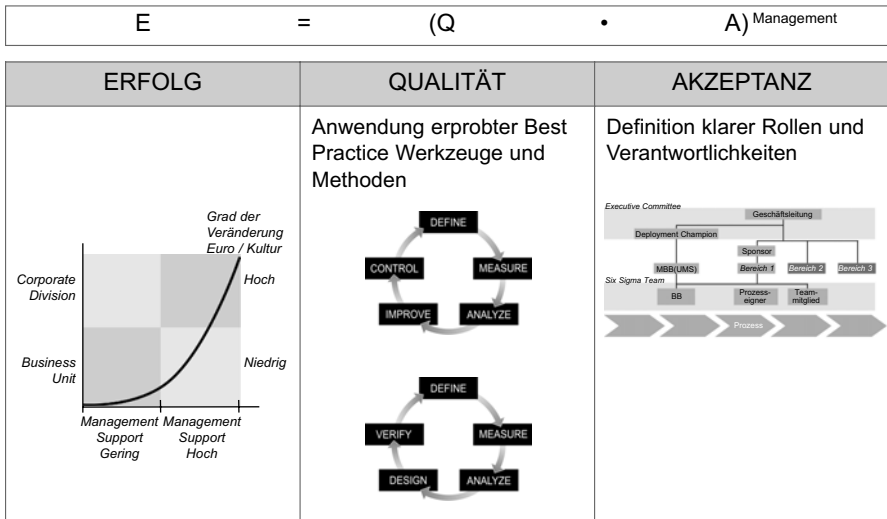 E = (Q • A) Management
ERFOLG
QUALITÄT
AKZEPTANZ
Grad der
Veränderung
Euro / Kultur
Corporate
Division
Hoch
Business
Unit
Niedrig
Management
Support
Gering
Management
Support
Hoch
Anwendung erprobter Best
Practice Werkzeuge und
Methoden
DEFINE
CONTROL
MEASURE
IMPROVE
ANALYZE
DEFINE
VERIFY
MEASURE
DESIGN
ANALYZE
Definition klarer Rollen und
Verantwortlichkeiten
Executive Committee
Geschäftsleitung
Deployment Champion
Sponsor
MBB(UMS)
Bereich 1
Bereich 2
Bereich 3
Six Sigma Team
BB
Prozess-
eigner
Team-
mitglied
Prozess